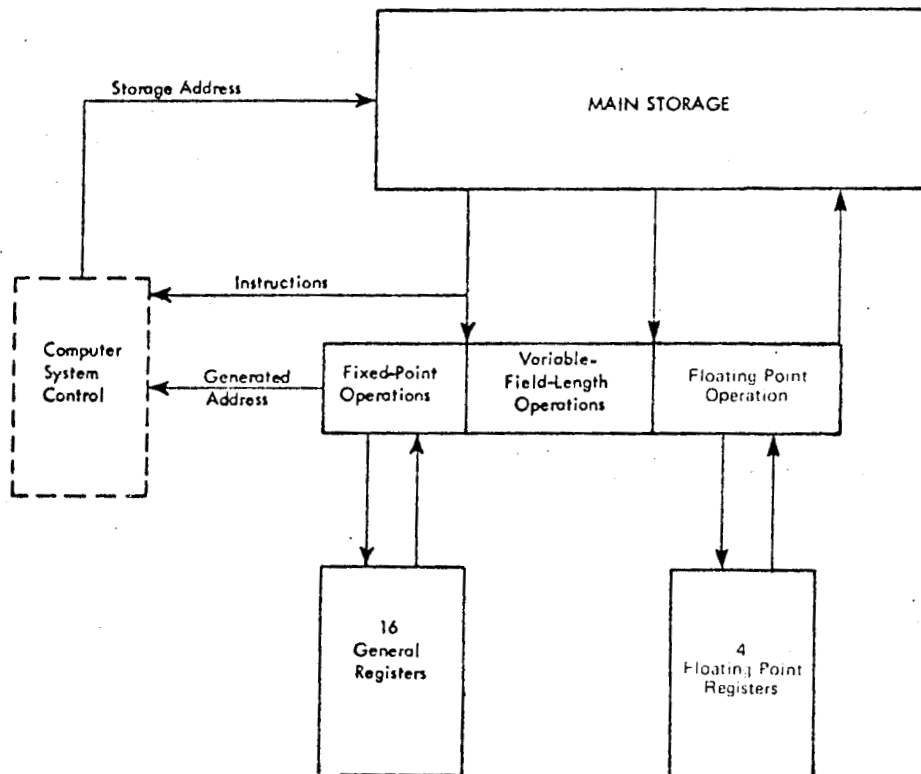 Storage Address
MAIN STORAGE
Instructions
Computer
System
Control
Generated
Address
Fixed-Point
Operations
Variable-
Field-Length
Operations
Floating Point
Operation
16
General
Registers
4
Floating Point
Registers